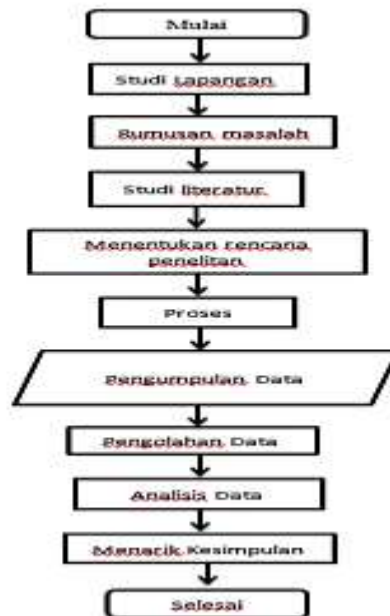 Mulai
Studi Lapangan
Rumusan masalah
Studi literatur.
Menentukan rencana
penelitan
Proses
Pengumpulan Data
Pengolahan Data
Analisis Data
Menarik Kesimpulan
Selesai